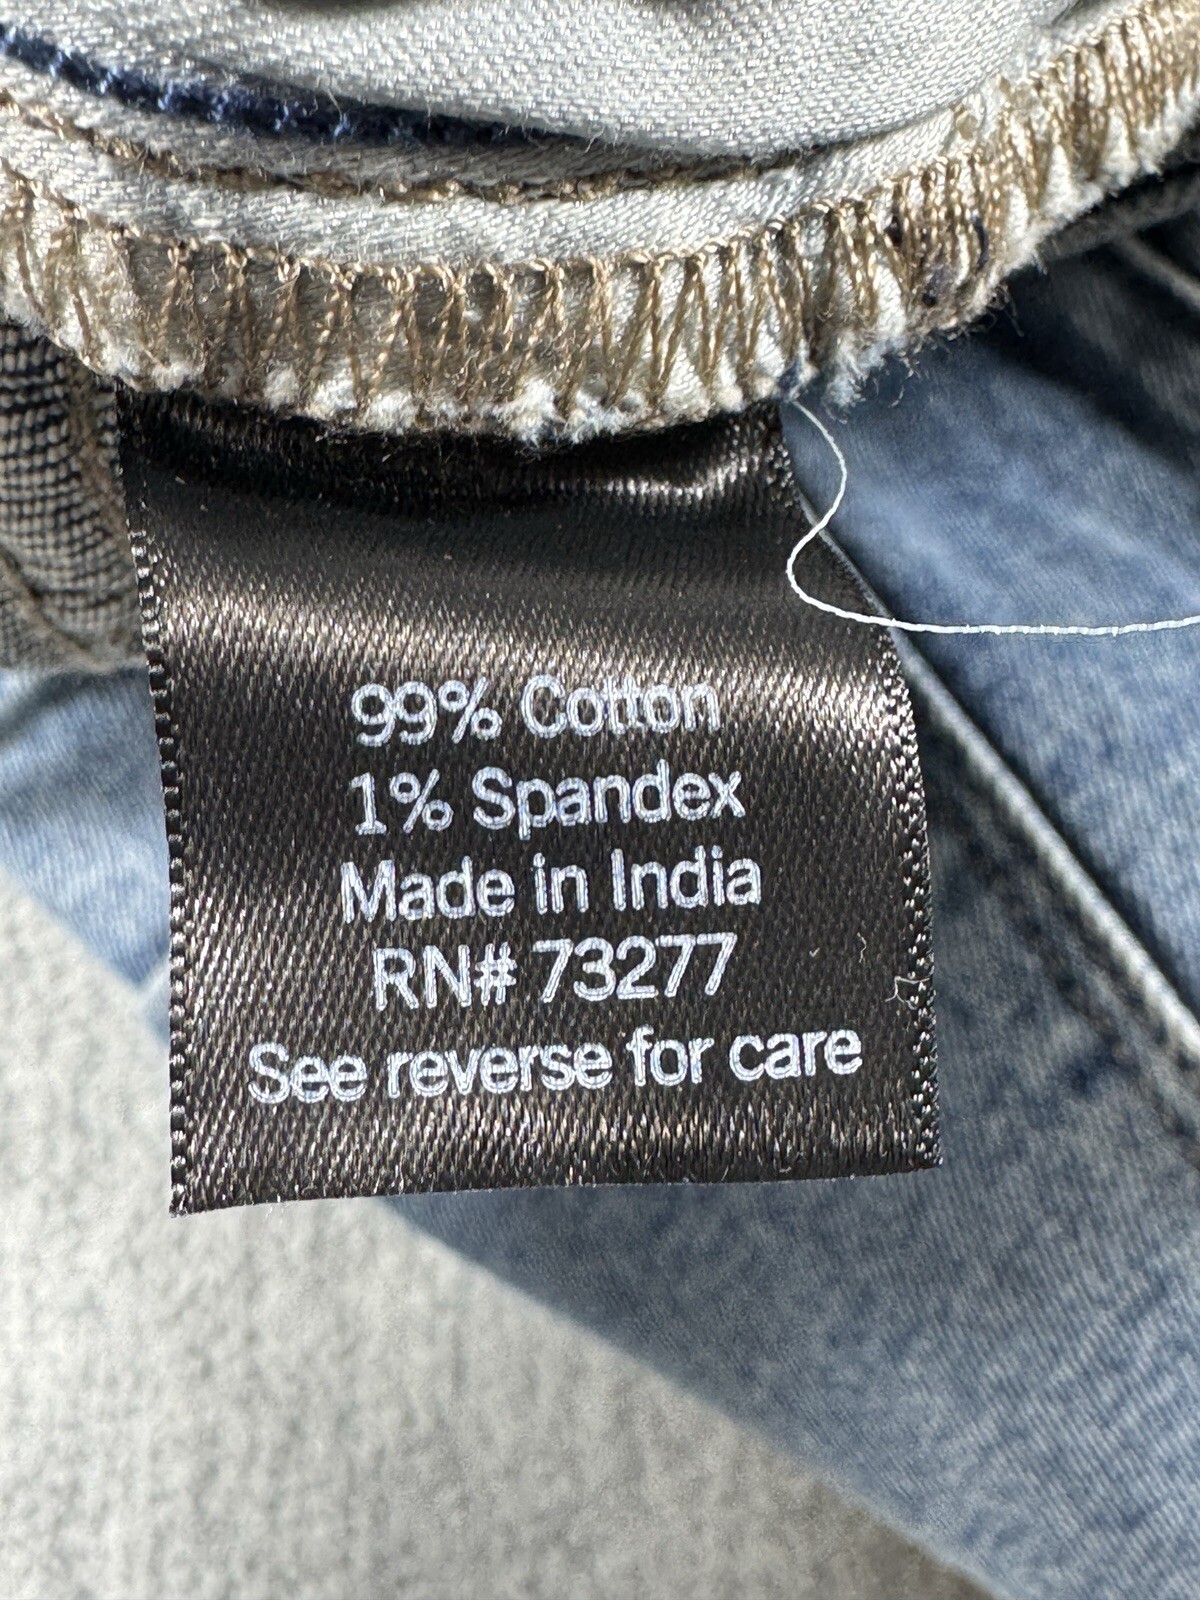 99% Cotton
1% Spandex
Made in India
RN# 73277
See reverse for care